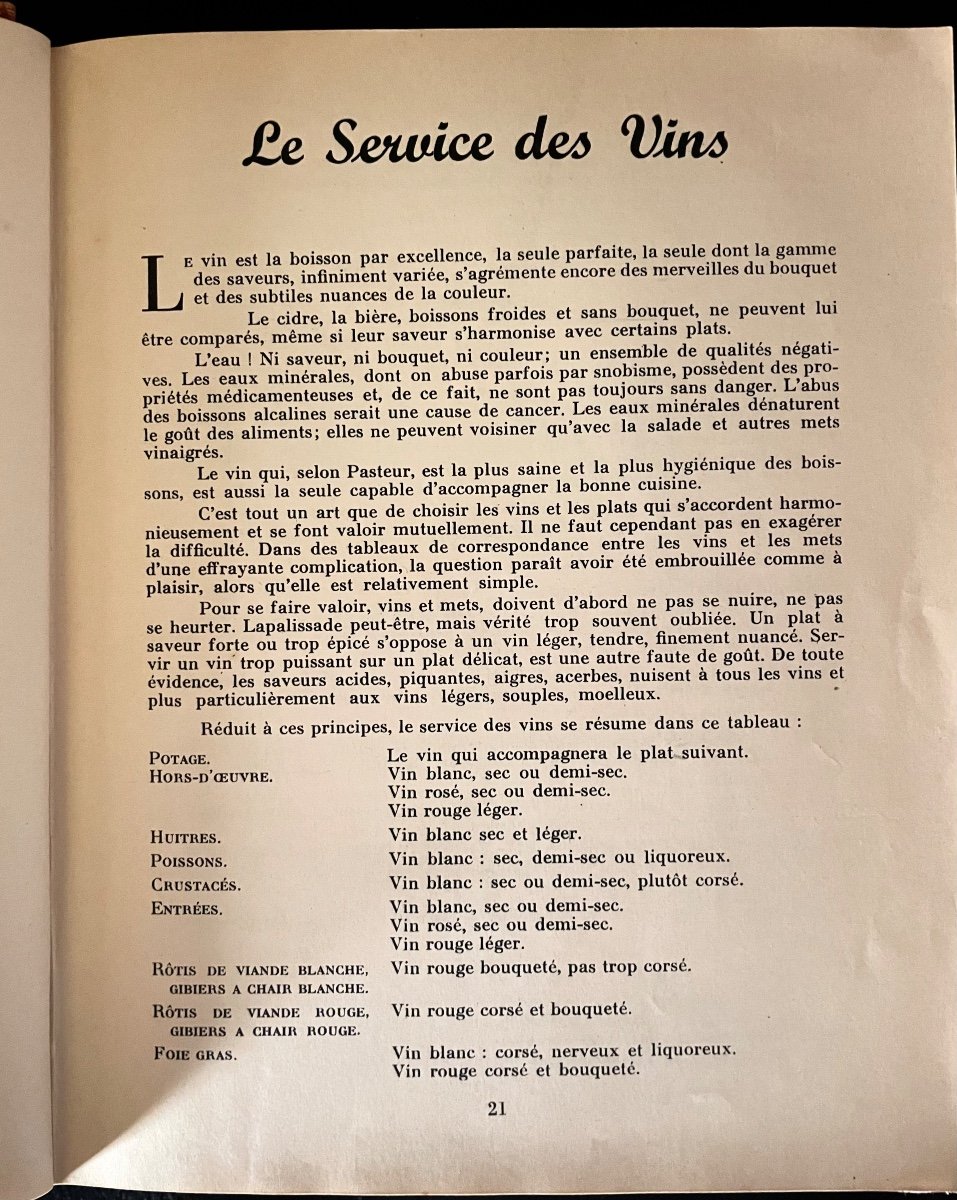 Le Service des Vins
LE vin est la boisson par excellence, la seule parfaite, la seule dont la gamme
des saveurs, infiniment variée, s'agrémente encore des merveilles du bouquet
et des subtiles nuances de la couleur.
Le cidre, la bière, boissons froides et sans bouquet, ne peuvent lui
être comparés, même si leur saveur s'harmonise avec certains plats.
L'eau ! Ni saveur, ni bouquet, ni couleur; un ensemble de qualités négati-
ves. Les eaux minérales, dont on abuse parfois par snobisme, possèdent des pro-
priétés médicamenteuses et, de ce fait, ne sont pas toujours sans danger. L'abus
des boissons alcalines serait une cause de cancer. Les eaux minérales dénaturent
le goût des aliments; elles ne peuvent voisiner qu'avec la salade et autres mets
vinaigrés.
Le vin qui, selon Pasteur, est la plus saine et la plus hygiénique des bois-
sons, est aussi la seule capable d'accompagner la bonne cuisine.
C'est tout un art que de choisir les vins et les plats qui s'accordent harmo-
nieusement et se font valoir mutuellement. Il ne faut cependant pas en exagérer
la difficulté. Dans des tableaux de correspondance entre les vins et les mets
d'une effrayante complication, la question paraît avoir été embrouillée comme à
plaisir, alors qu'elle est relativement simple.
Pour se faire valoir, vins et mets, doivent d'abord ne pas se nuire, ne pas
se heurter. Lapalissade peut-être, mais vérité trop souvent oubliée. Un plat à
saveur forte ou trop épicé s'oppose à un vin léger, tendre, finement nuancé. Ser-
vir un vin trop puissant sur un plat délicat, est une autre faute de goût. De toute
évidence, les saveurs acides, piquantes, aigres, acerbes, nuisent à tous les vins et
plus particulièrement aux vins légers, souples, moelleux.
Réduit à ces principes, le service des vins se résume dans ce tableau :
POTAGE. Le vin qui accompagnera le plat suivant.
HORS-D'ŒUVRE. Vin blanc, sec ou demi-sec.
Vin rosé, sec ou demi-sec.
Vin rouge léger.
HUITRES. Vin blanc sec et léger.
POISSONS. Vin blanc : sec, demi-sec ou liquoreux.
CRUSTACÉS. Vin blanc : sec ou demi-sec, plutôt corsé.
ENTRÉES. Vin blanc, sec ou demi-sec.
Vin rosé, sec ou demi-sec.
Vin rouge léger.
RÔTIS DE VIANDE BLANCHE, Vin rouge bouqueté, pas trop corsé.
GIBIERS A CHAIR BLANCHE.
RÔTIS DE VIANDE ROUGE, Vin rouge corsé et bouqueté.
GIBIERS A CHAIR ROUGE.
FOIE GRAS. Vin blanc : corsé, nerveux et liquoreux.
Vin rouge corsé et bouqueté.
21